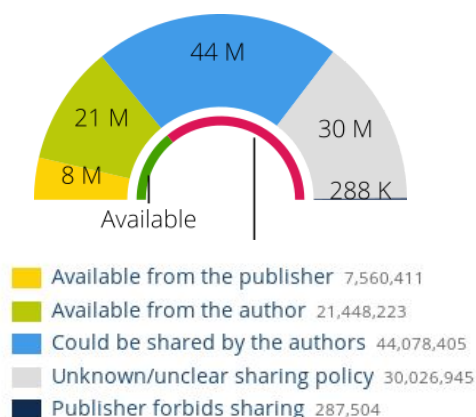 44 M
21 M
30 M
8 M
288 K
Available
Available from the publisher 7,560,411
Available from the author 21,448,223
Could be shared by the authors 44,078,405
Unknown/unclear sharing policy 30,026,945
Publisher forbids sharing 287,504